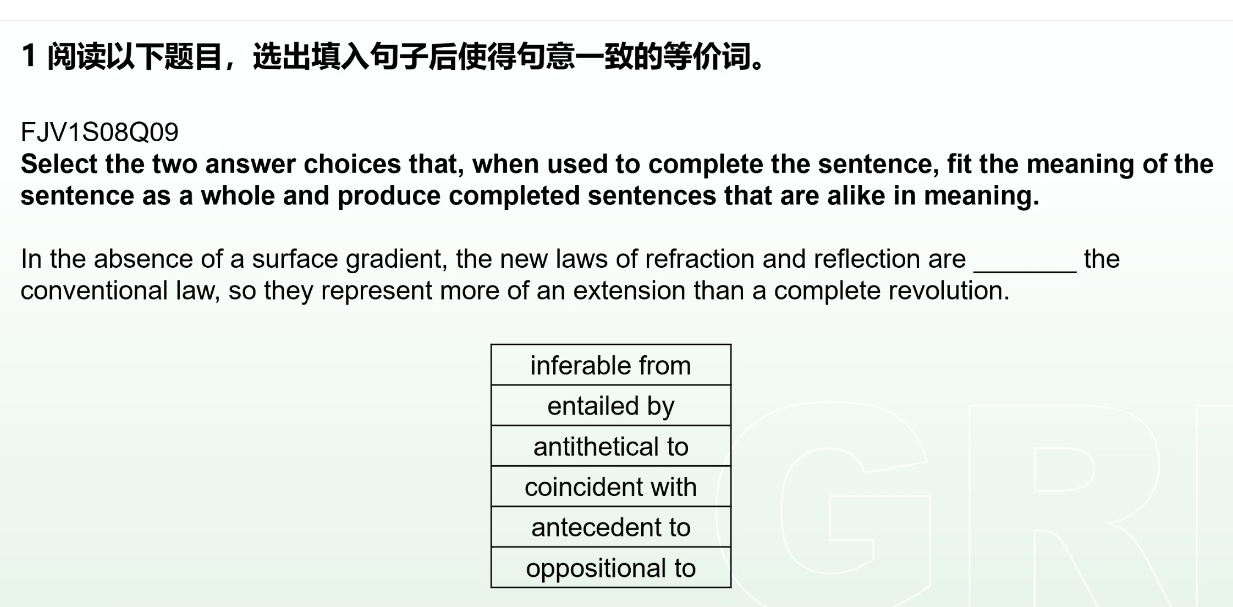 1 阅读以下题目，选出填入句子后使得句意一致的等价词。
FJV1S08Q09
Select the two answer choices that, when used to complete the sentence, fit the meaning of the
sentence as a whole and produce completed sentences that are alike in meaning.
In the absence of a surface gradient, the new laws of refraction and reflection are ________ the
conventional law, so they represent more of an extension than a complete revolution.
inferable from
entailed by
antithetical to
coincident with
antecedent to
oppositional to
GR